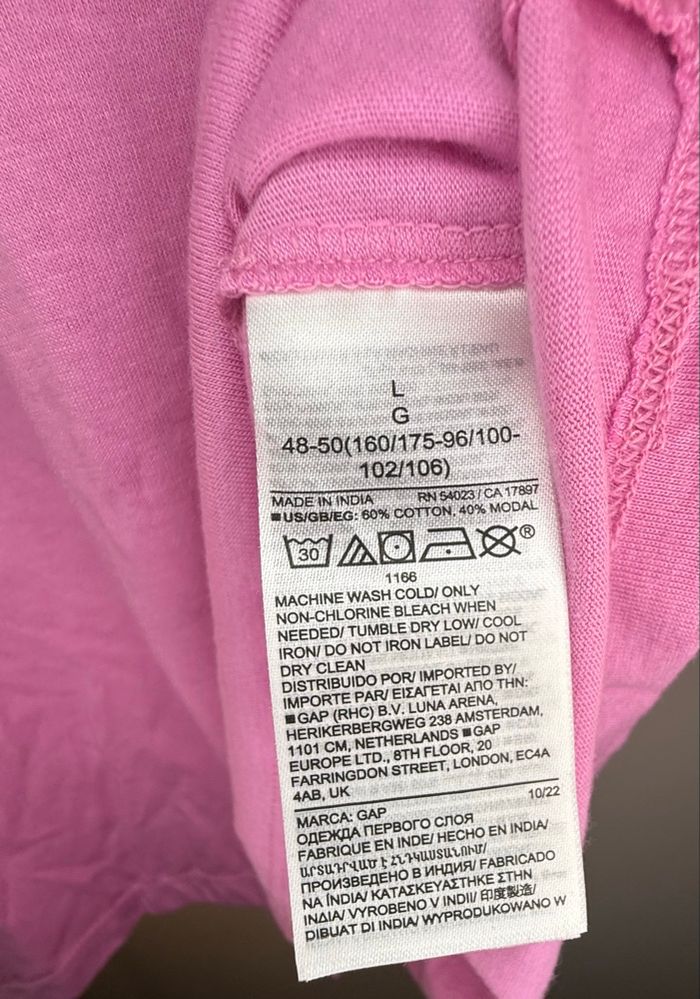 L
G
48-50(160/175-96/100-
102/106)
MADE IN INDIA RN 54023 / CA 17897
■US/GB/EG: 60% COTTON, 40% MODAL
30 ®
1166
MACHINE WASH COLD/ ONLY
NON-CHLORINE BLEACH WHEN
NEEDED/ TUMBLE DRY LOW/ COOL
IRON/ DO NOT IRON LABEL/ DO NOT
DRY CLEAN
DISTRIBUIDO POR/ IMPORTED BY/
IMPORTE PAR/ ΕΙΣΑΓΕΤΑΙ ΑΠΟ ΤΗΝ:
■GAP (RHC) B.V. LUNA ARENA,
HERIKERBERGWEG 238 AMSTERDAM,
1101 CM, NETHERLANDS ■GAP
EUROPE LTD., 8TH FLOOR, 20
FARRINGDON STREET, LONDON, EC4A
4AB, UK
10/22
MARCA: GAP
ОДЕЖДА ПЕРВОГО СЛОЯ
FABRIQUE EN INDE/ HECHO EN INDIA/
ԱՐՏԱԴՐՎԱԾ Է ՀՆԴԿԱՍՏԱՆՈՒՄ/
ПРОИЗВЕДЕНО В ИНДИЯ/ FABRICADO
NA ÍNDIA/ ΚΑΤΑΣΚΕΥΑΣΤΗΚΕ ΣΤΗΝ
ΙΝΔΙΑ/ VYROBENO V INDII/ 印度製造/
DIBUAT DI INDIA/ WYPRODUKOWANO W